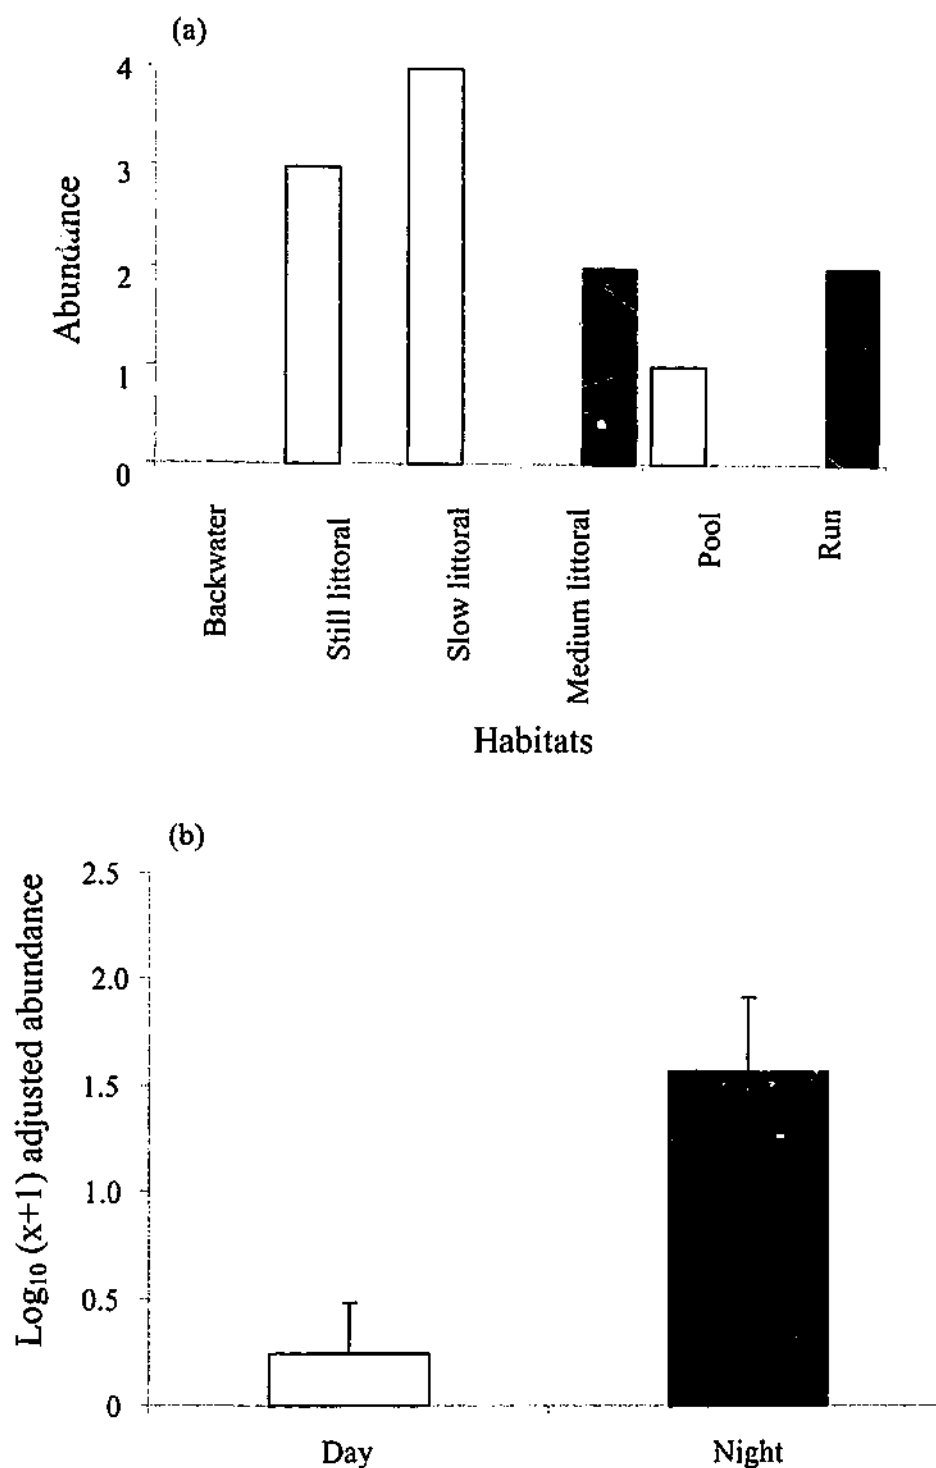 (a)
Abundance
4
3
2
1
0
Backwater
Still littoral
Slow littoral
Medium littoral
Pool
Run
Habitats
(b)
Log₁₀ (x+1) adjusted abundance
2.5
2.0
1.5
1.0
0.5
0
Day
Night